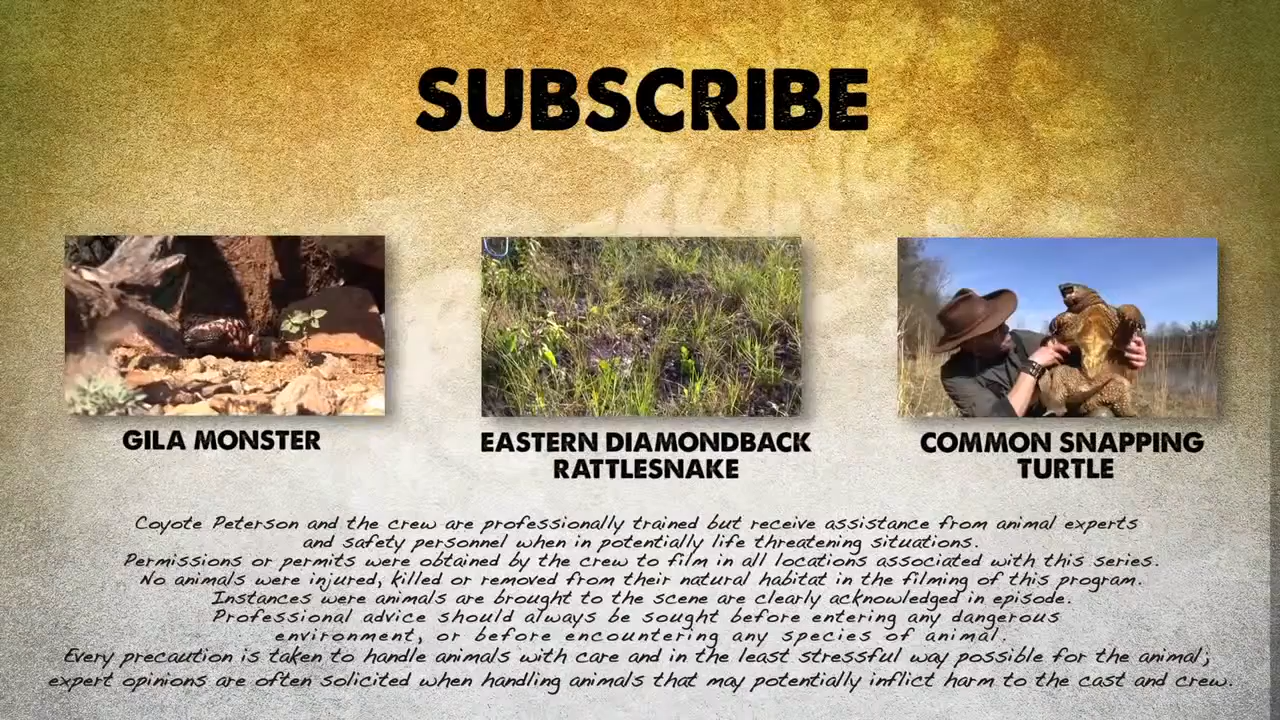 SUBSCRIBE
GILA MONSTER
EASTERN DIAMONDBACK
RATTLESNAKE
COMMON SNAPPING
TURTLE
Coyote Peterson and the crew are professionally trained but receive assistance from animal experts
and safety personnel when in potentially life threatening situations.
Permissions or permits were obtained by the crew to film in all locations associated with this series.
No animals were injured, killed or removed from their natural habitat in the filming of this program.
Instances were animals are brought to the scene are clearly acknowledged in episode.
Professional advice should always be sought before entering any dangerous
environment, or before encountering any species of animal.
Every precaution is taken to handle animals with care and in the least stressful way possible for the animal;
expert opinions are often solicited when handling animals that may potentially inflict harm to the cast and crew.